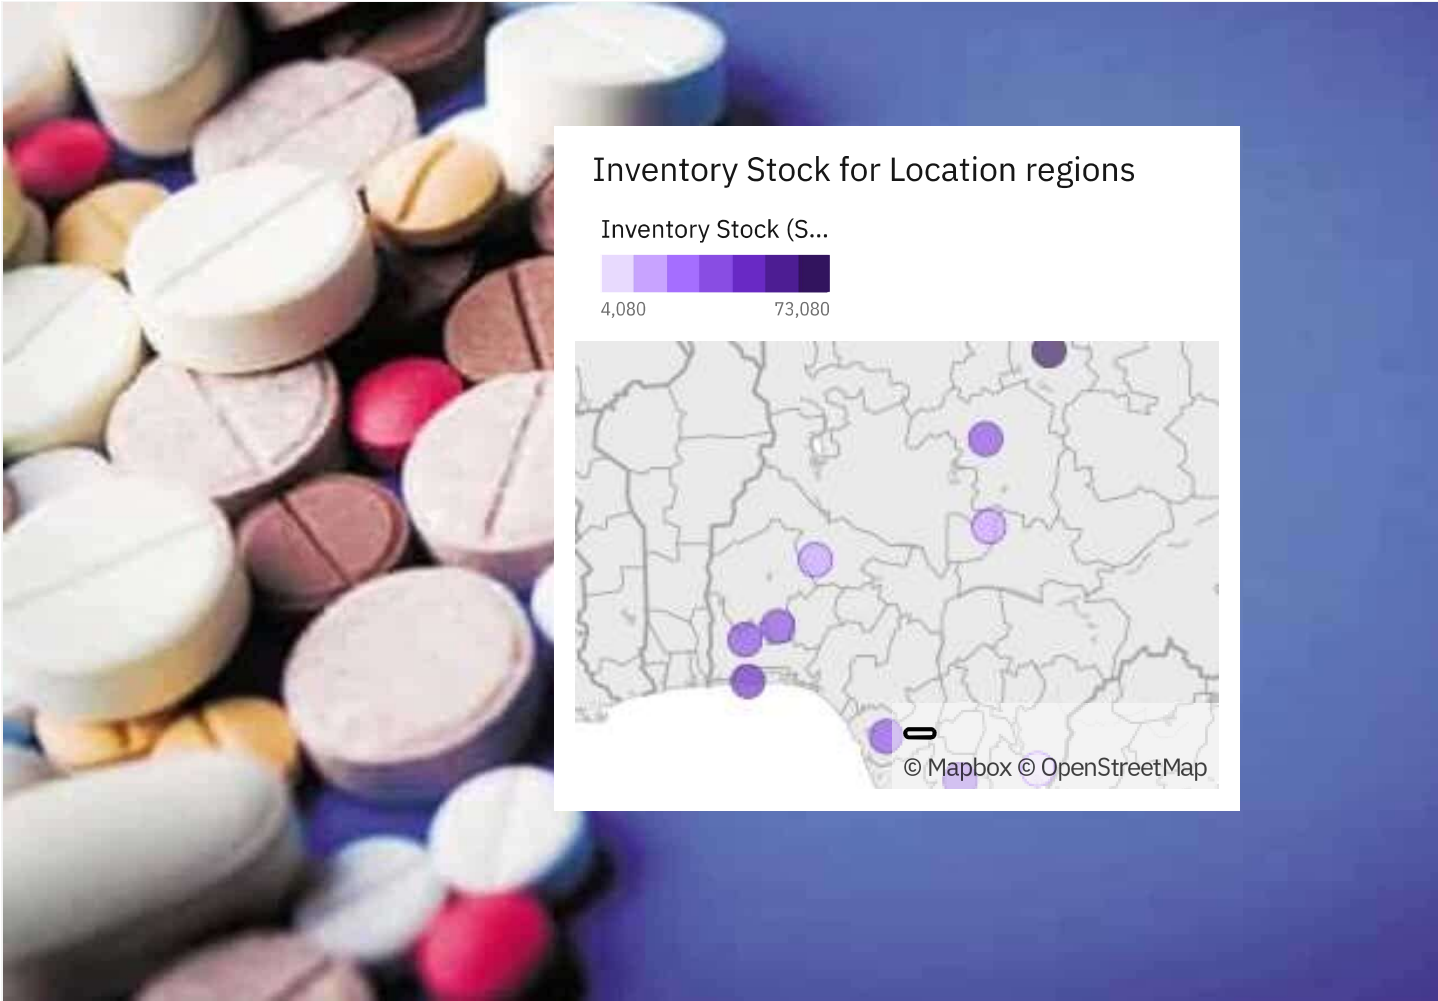 Inventory Stock for Location regions
Inventory Stock (S...
4,080 73,080
© Mapbox © OpenStreetMap